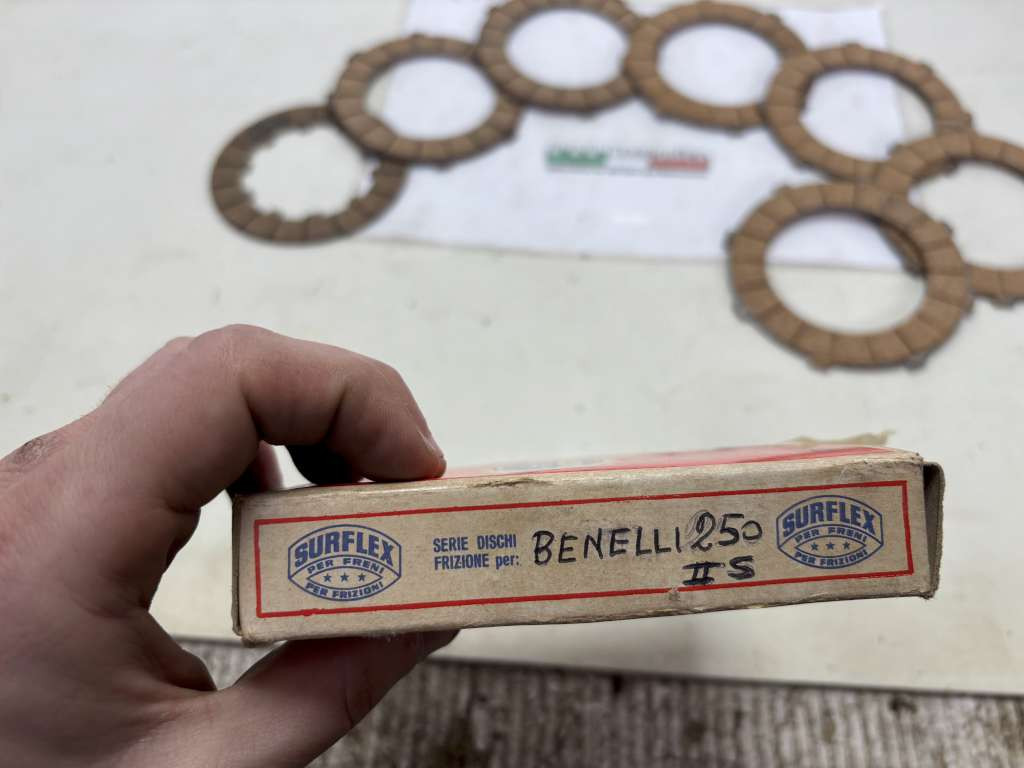 SURFLEX
PER FRENI
PER FRIZIONI
SERIE DISCHI
FRIZIONE per:
BENELLI 250
II S
SURFLEX
PER FRENI
PER FRIZIONI